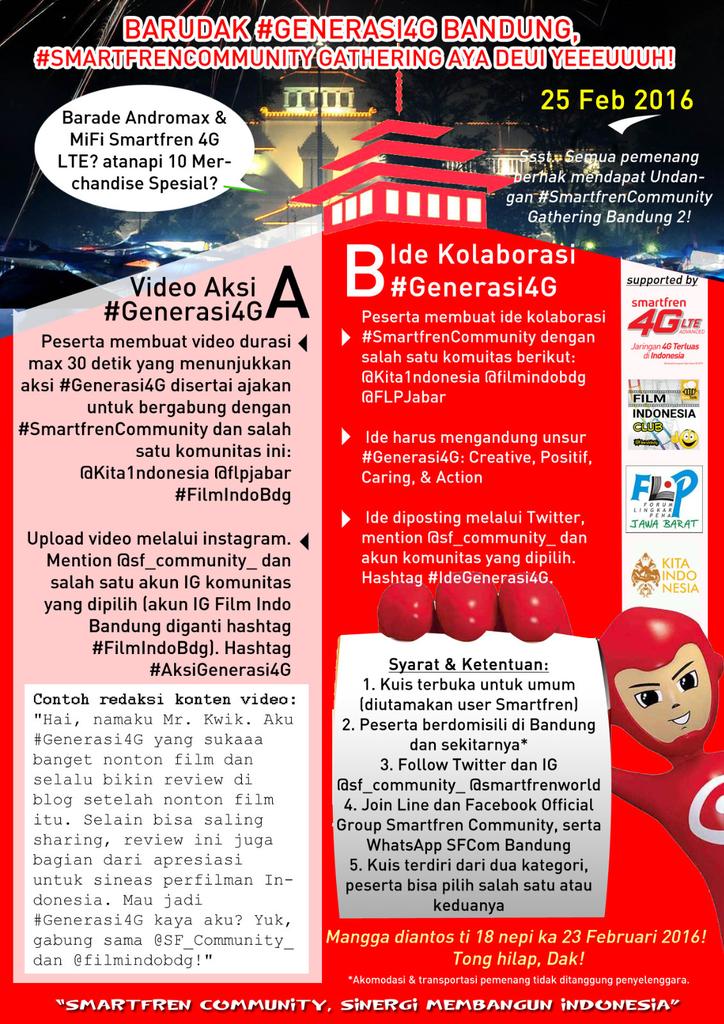 BARUDAK #GENERASI4G BANDUNG,
#SMARTFRENCOMMUNITY GATHERING AYA DEUI YEEEUUUH!
25 Feb 2016
Barade Andromax &
MiFi Smartfren 4G
LTE? atanapi 10 Mer-
chandise Spesial?
Ssst.. Semua pemenang
berhak mendapat Undan-
gan #SmartfrenCommunity
Gathering Bandung 2!
A
Video Aksi
#Generasi4G
Peserta membuat video durasi
max 30 detik yang menunjukkan
aksi #Generasi4G disertai ajakan
untuk bergabung dengan
#SmartfrenCommunity dan salah
satu komunitas ini:
@Kita1ndonesia @flpjabar
#FilmIndoBdg
Upload video melalui instagram.
Mention @sf_community_ dan
salah satu akun IG komunitas
yang dipilih (akun IG Film Indo
Bandung diganti hashtag
#FilmIndoBdg). Hashtag
#AksiGenerasi4G
Contoh redaksi konten video:
"Hai, namaku Mr. Kwik. Aku
#Generasi4G yang sukaaa
banget nonton film dan
selalu bikin review di
blog setelah nonton film
itu. Selain bisa saling
sharing, review ini juga
bagian dari apresiasi
untuk sineas perfilman In-
donesia. Mau jadi
#Generasi4G kaya aku? Yuk,
gabung sama @SF_Community_
dan @filmindobdg!"
B
Ide Kolaborasi
#Generasi4G
Peserta membuat ide kolaborasi
#SmartfrenCommunity dengan
salah satu komuitas berikut:
@Kita1ndonesia @filmindobdg
@FLPJabar
Ide harus mengandung unsur
#Generasi4G: Creative, Positif,
Caring, & Action
Ide diposting melalui Twitter,
mention @sf_community_ dan
akun komunitas yang dipilih.
Hashtag #IdeGenerasi4G.
supported by
smartfren
4G LTE
ADVANCED
Jaringan 4G Terluas
di Indonesia
FILM
INDONESIA
CLUB
FLP
FORUM
LINGKAR
PENA
JAWA BARAT
KITA
INDO
NESIA
Syarat & Ketentuan:
1. Kuis terbuka untuk umum
(diutamakan user Smartfren)
2. Peserta berdomisili di Bandung
dan sekitarnya*
3. Follow Twitter dan IG
@sf_community_ @smartfrenworld
4. Join Line dan Facebook Official
Group Smartfren Community, serta
WhatsApp SFCom Bandung
5. Kuis terdiri dari dua kategori,
peserta bisa pilih salah satu atau
keduanya
Mangga diantos ti 18 nepi ka 23 Februari 2016!
Tong hilap, Dak!
*Akomodasi & transportasi pemenang tidak ditanggung penyelenggara.
"SMARTFREN COMMUNITY, SINERGI MEMBANGUN INDONESIA"